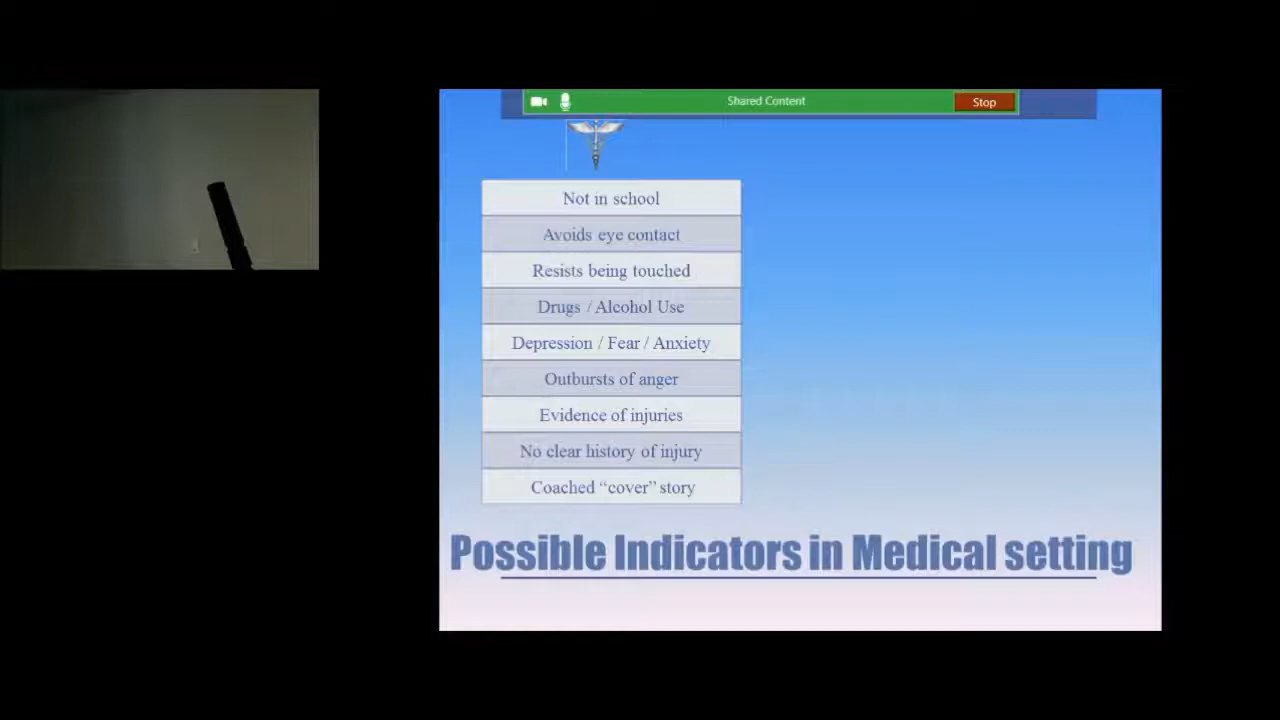 Shared Content
Stop
Not in school
Avoids eye contact
Resists being touched
Drugs / Alcohol Use
Depression / Fear / Anxiety
Outbursts of anger
Evidence of injuries
No clear history of injury
Coached “cover” story
Possible Indicators in Medical setting